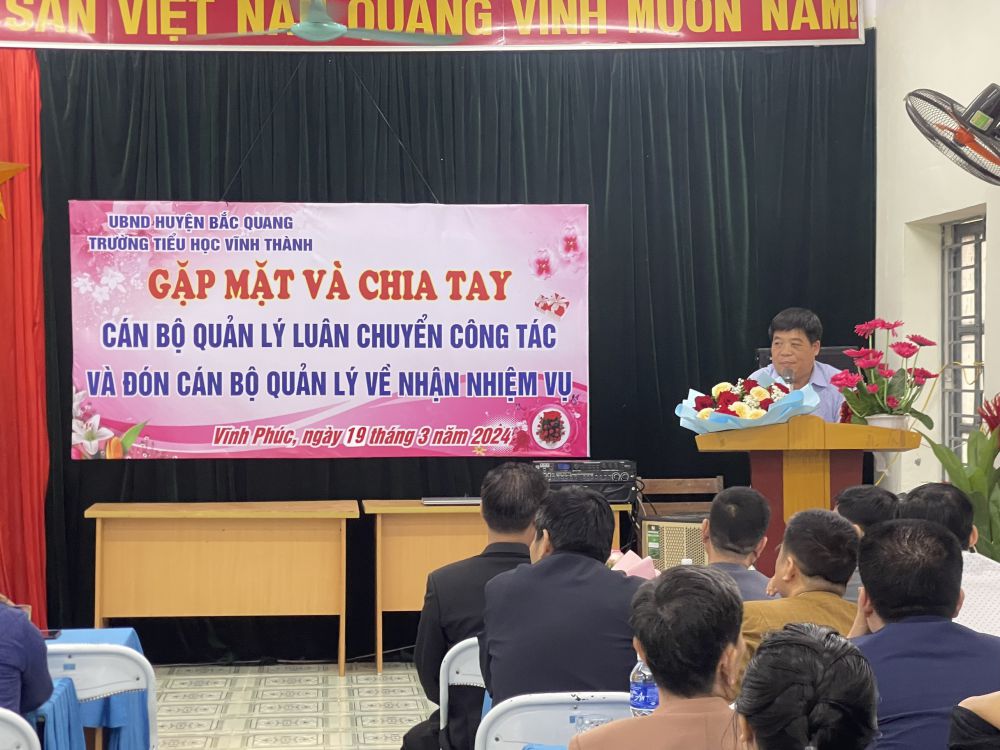 SẢN VIỆT NAM QUANG VINH MUÔN NĂM!
UBND HUYỆN BẮC QUANG
TRƯỜNG TIỂU HỌC VĨNH THÀNH
GẶP MẶT VÀ CHIA TAY
CÁN BỘ QUẢN LÝ LUÂN CHUYỂN CÔNG TÁC
VÀ ĐÓN CÁN BỘ QUẢN LÝ VỀ NHẬN NHIỆM VỤ
Vĩnh Phúc, ngày 19 tháng 3 năm 2024